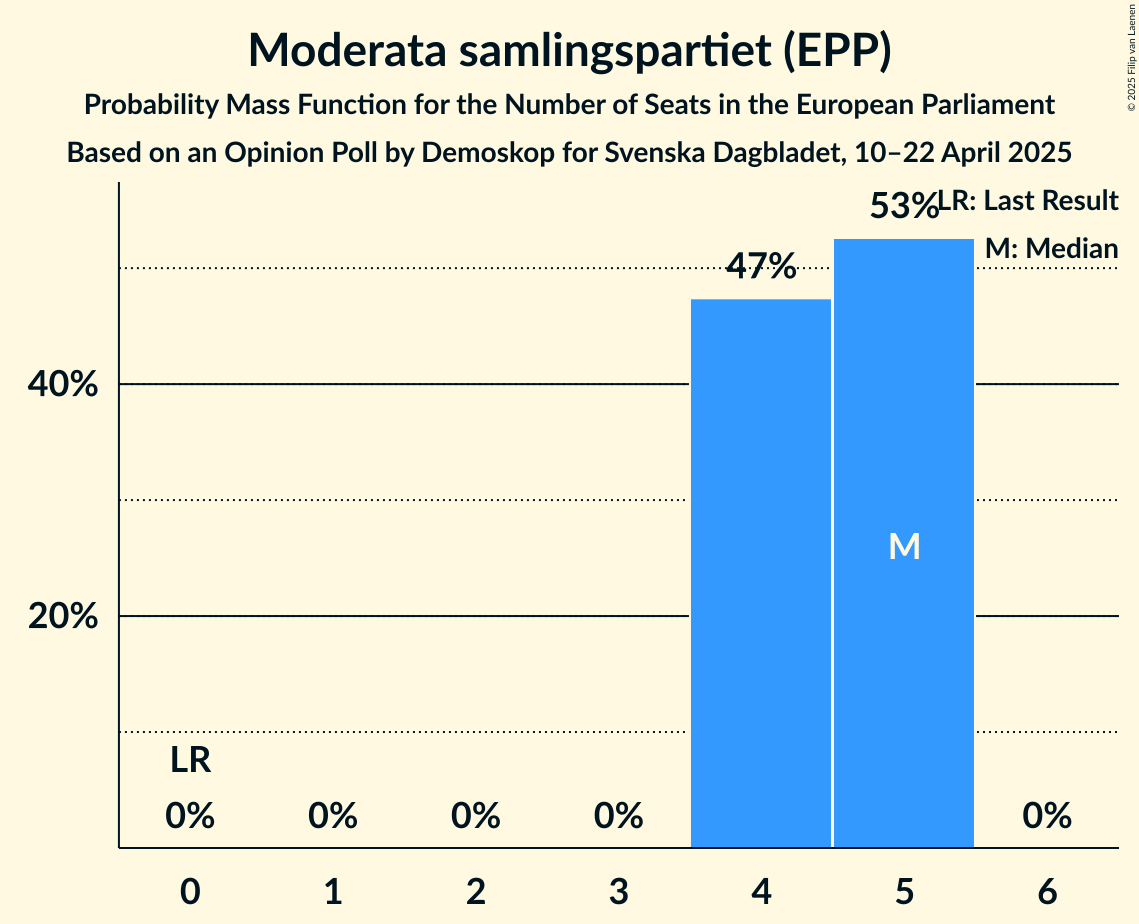 Moderata samlingspartiet (EPP)
Probability Mass Function for the Number of Seats in the European Parliament
Based on an Opinion Poll by Demoskop for Svenska Dagbladet, 10–22 April 2025
© 2025 Filip van Laenen
LR: Last Result
M: Median
53%
47%
40%
20%
M
LR
0%
0%
0%
0%
0%
0 1 2 3 4 5 6